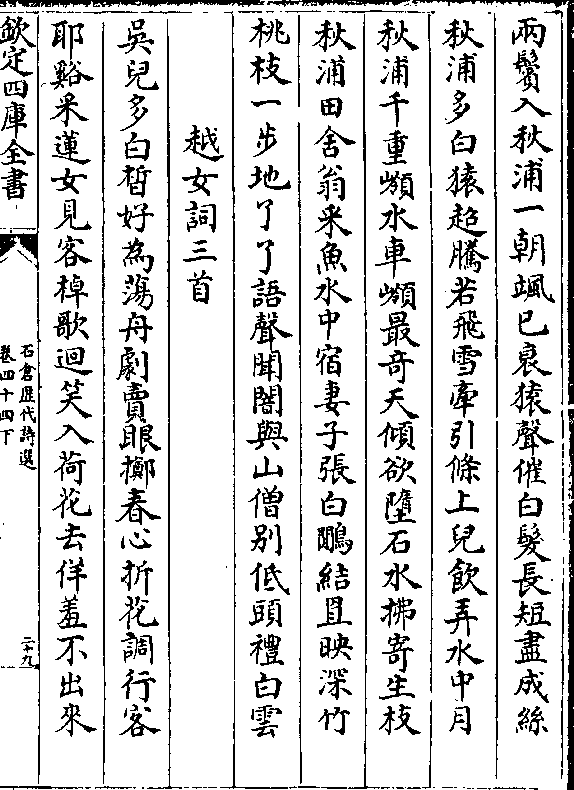 兩鬢入秋浦一朝颯已衰猿聲催白髮長短盡成絲
秋浦多白猿超騰若飛雪牽引條上兒飲弄水中月
秋浦千重嶺水車嶺最竒天傾欲墮石水拂寄生枝
秋浦田舍翁采魚水中宿妻子張白鷴結罝映深竹
桃枝一步地了了語聲聞闇與山僧别低頭禮白雲
越女詞三首
吳兒多白晳好為蕩舟劇賣眼擲春心折花調行客
耶谿采蓮女見客棹歌迴笑入荷花去佯羞不出來
欽定四庫全書
石倉歴代詩選
卷四十四下
二十九